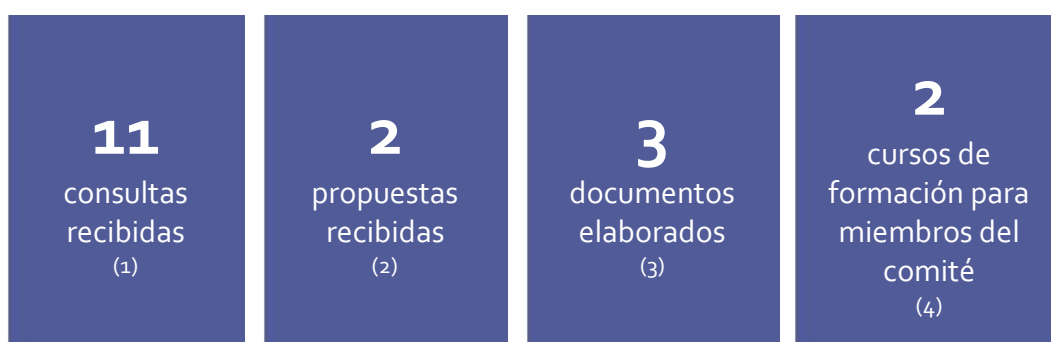 11
consultas
recibidas
(1)
2
propuestas
recibidas
(2)
3
documentos
elaborados
(3)
2
cursos de
formación para
miembros del
comité
(4)